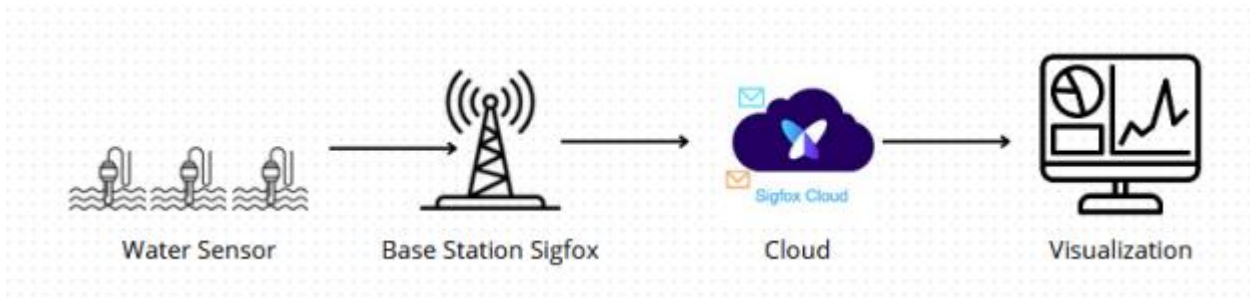 Sigfox Cloud
Water Sensor
Base Station Sigfox
Cloud
Visualization